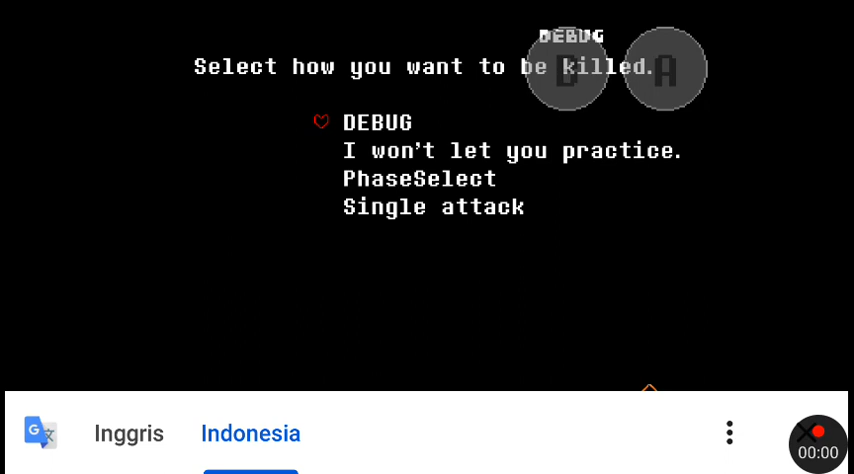 DEBUG
Select how you want to be killed.
B A
DEBUG
I won't let you practice.
PhaseSelect
Single attack
Inggris Indonesia
00:00